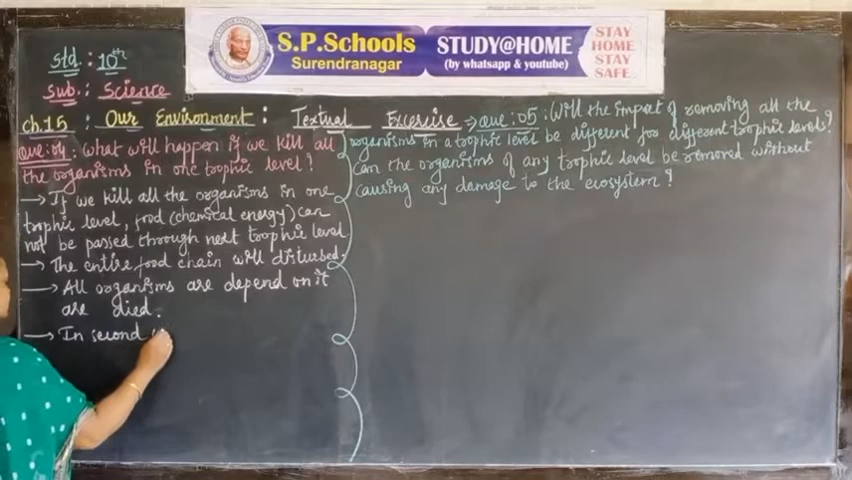 S.P.Schools
Surendranagar
STUDY@HOME
(by whatsapp & youtube)
STAY
HOME
STAY
SAFE
std : 10th
sub : Science
Ch.15 : Our Environment : Textual Excersise
que:04: What will happen if we kill all
the organisms in one trophic level?
→ If we kill all the organisms in one
trophic level, food (chemical energy) can
not be passed through next trophic level
→ The entire food chain will disturbed.
→ All organisms are depend on it
are died.
→ In second
→ que:05: Will the impact of removing all the
organisms in a trophic level be different for different trophic levels?
can the organisms of any trophic level be removed without
causing any damage to the ecosystem?